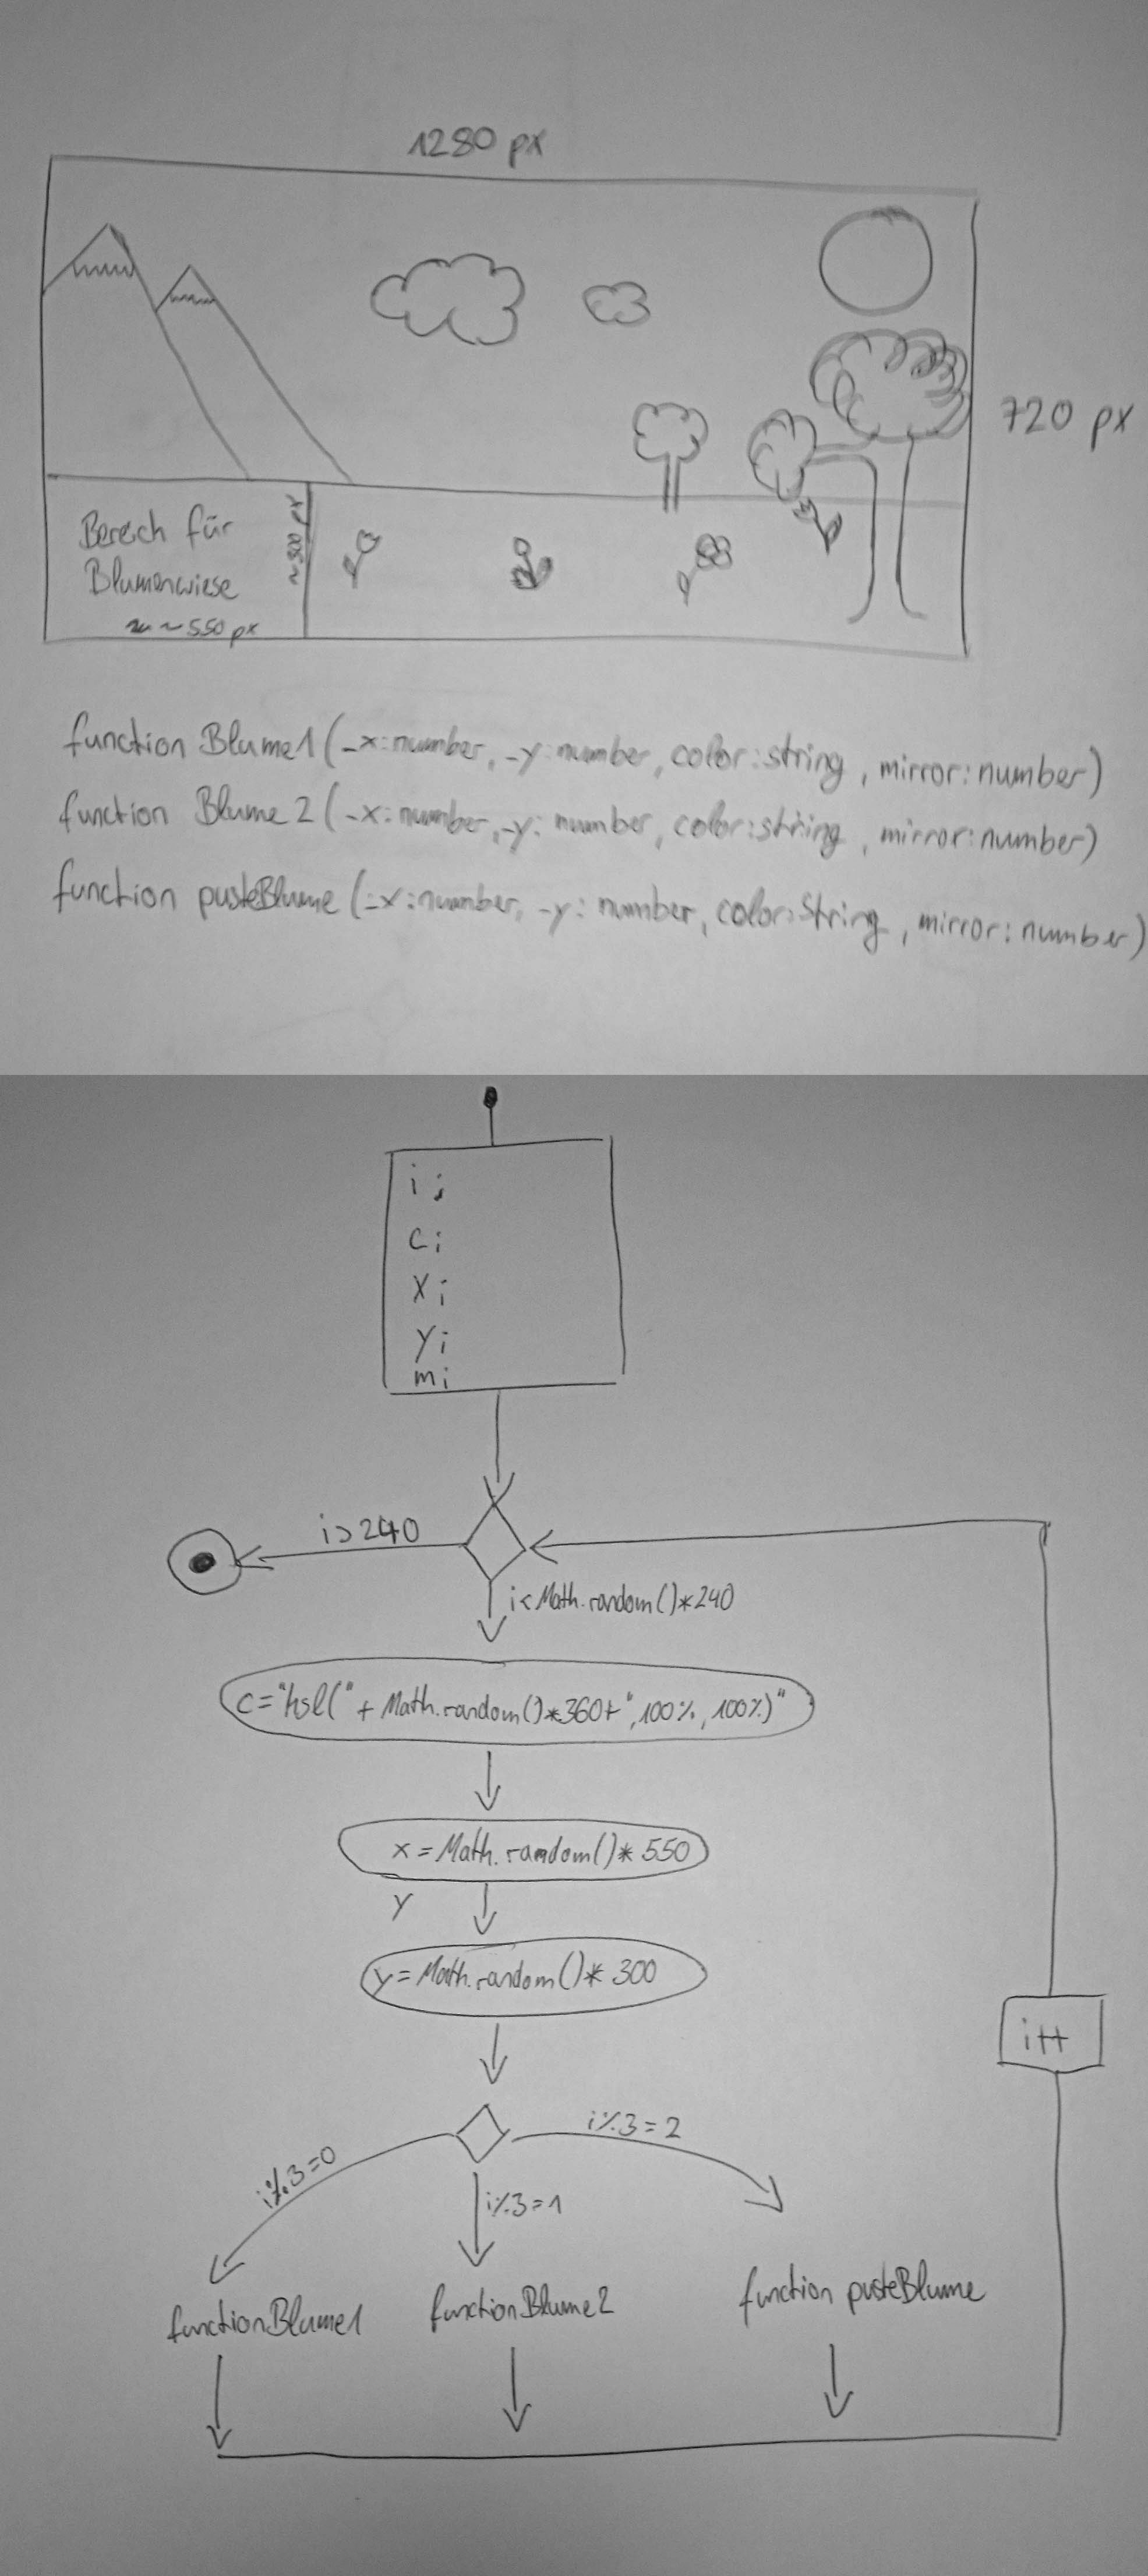 1280 px
720 px
Bereich für
Blumenwiese
~ 550 px
~ 300 px
function Blume1 (_x:number, _y:number, color:string, mirror:number)
function Blume 2 (_x:number, _y: number, color:string, mirror:number)
function pusteBlume (_x:number, _y: number, color:String, mirror: number)
i;
c;
x;
y;
m;
i>240
i<Math.random()*240
c="hsl(" + Math.random()*360+",100%,100%)"
x=Math.random()* 550
y
y=Math.random()* 300
i++
i%3=0
i%3=1
i%3=2
functionBlume1
functionBlume2
function pusteBlume